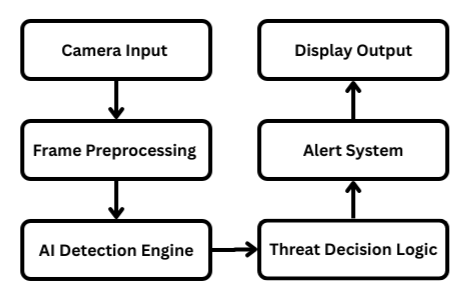 Camera Input
Frame Preprocessing
AI Detection Engine
Threat Decision Logic
Alert System
Display Output